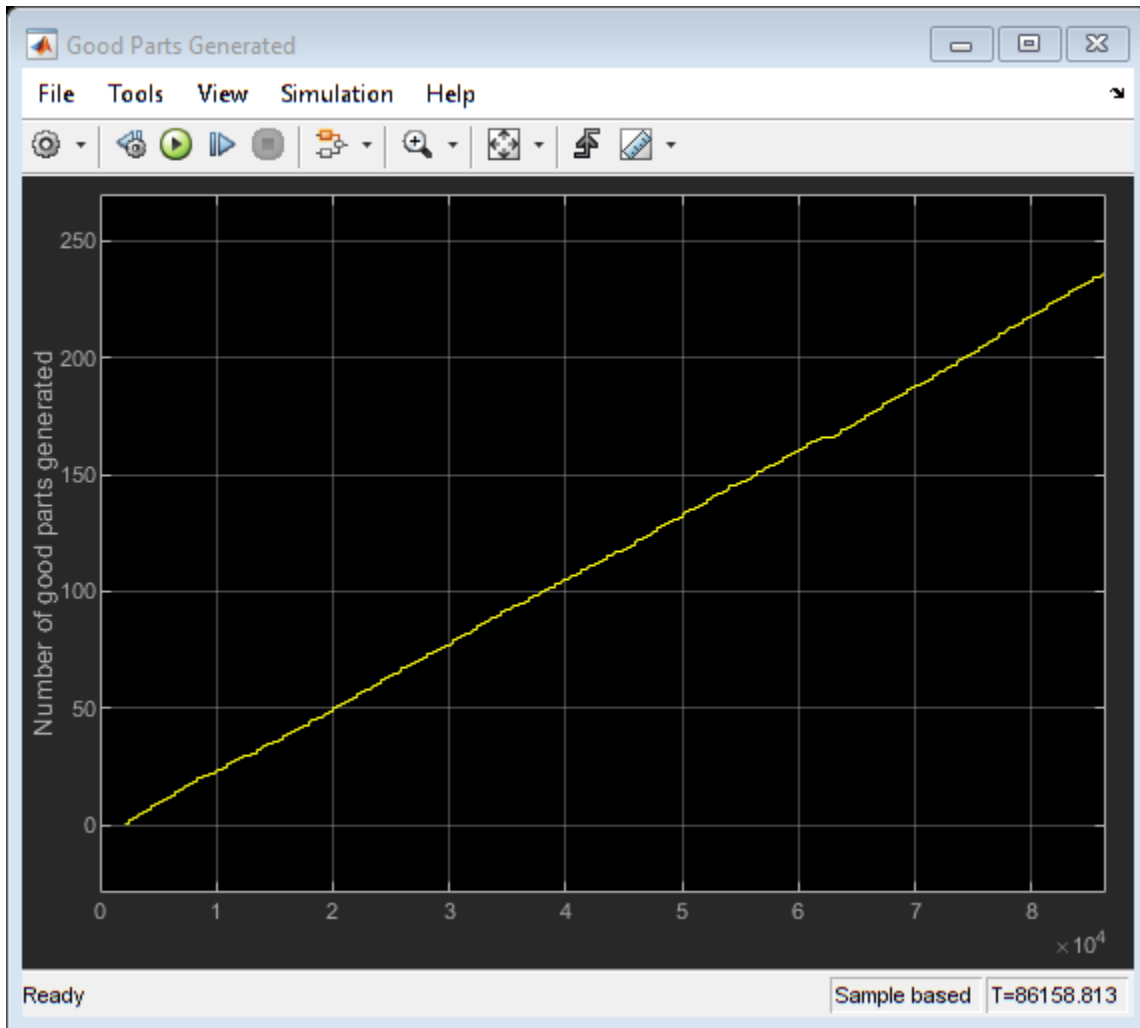 Good Parts Generated
File Tools View Simulation Help
250
200
150
100
50
0
Number of good parts generated
0 1 2 3 4 5 6 7 8
×10⁴
Ready Sample based T=86158.813